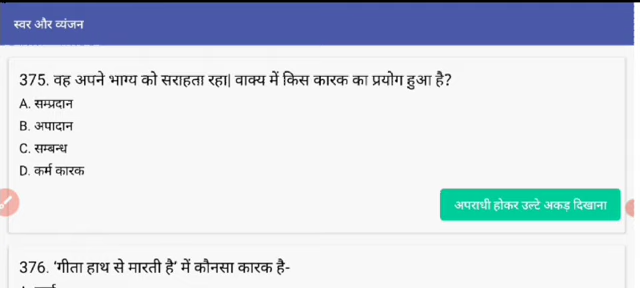 स्वर और व्यंजन
375. वह अपने भाग्य को सराहता रहा| वाक्य में किस कारक का प्रयोग हुआ है?
A. सम्प्रदान
B. अपादान
C. सम्बन्ध
D. कर्म कारक
अपराधी होकर उल्टे अकड़ दिखाना
376. 'गीता हाथ से मारती है' में कौनसा कारक है-